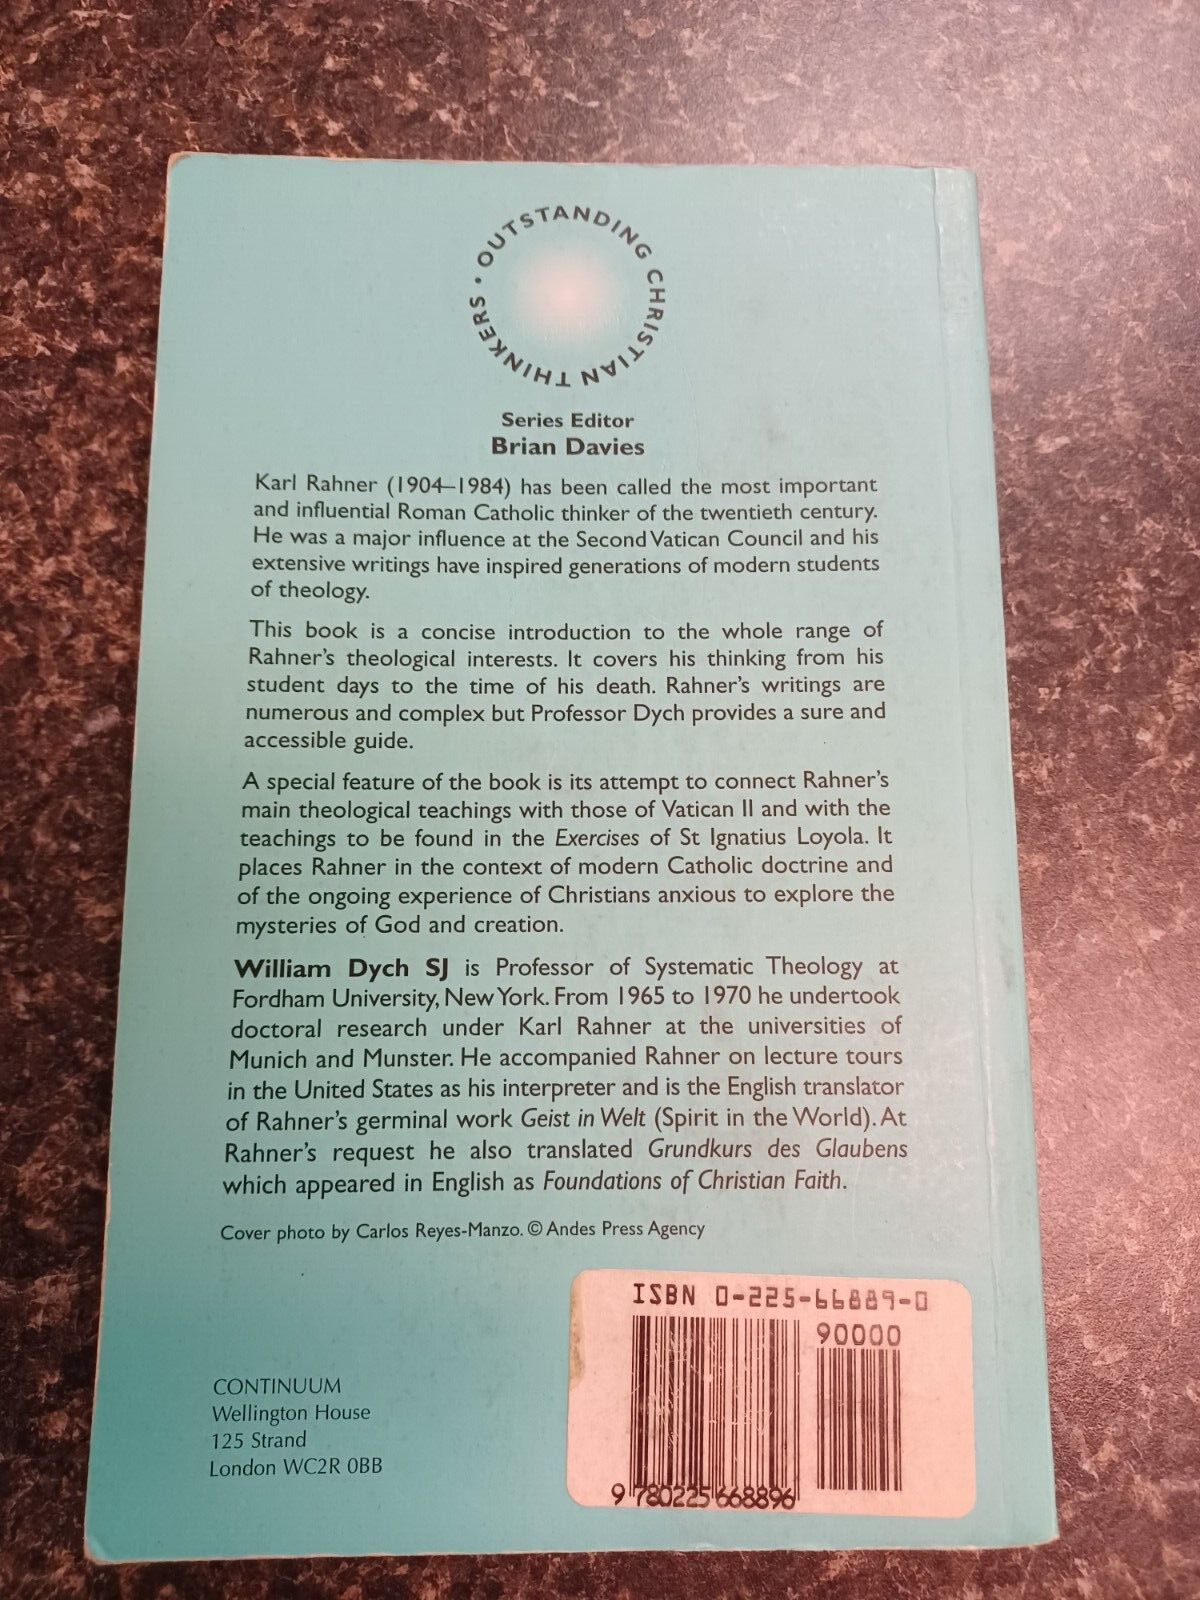 OUTSTANDING CHRISTIAN THINKERS •
Series Editor
Brian Davies
Karl Rahner (1904–1984) has been called the most important
and influential Roman Catholic thinker of the twentieth century.
He was a major influence at the Second Vatican Council and his
extensive writings have inspired generations of modern students
of theology.
This book is a concise introduction to the whole range of
Rahner's theological interests. It covers his thinking from his
student days to the time of his death. Rahner's writings are
numerous and complex but Professor Dych provides a sure and
accessible guide.
A special feature of the book is its attempt to connect Rahner's
main theological teachings with those of Vatican II and with the
teachings to be found in the Exercises of St Ignatius Loyola. It
places Rahner in the context of modern Catholic doctrine and
of the ongoing experience of Christians anxious to explore the
mysteries of God and creation.
William Dych SJ is Professor of Systematic Theology at
Fordham University, New York. From 1965 to 1970 he undertook
doctoral research under Karl Rahner at the universities of
Munich and Munster. He accompanied Rahner on lecture tours
in the United States as his interpreter and is the English translator
of Rahner's germinal work Geist in Welt (Spirit in the World). At
Rahner's request he also translated Grundkurs des Glaubens
which appeared in English as Foundations of Christian Faith.
Cover photo by Carlos Reyes-Manzo. © Andes Press Agency
ISBN 0-225-66889-0
90000
9 780225 668896
CONTINUUM
Wellington House
125 Strand
London WC2R 0BB